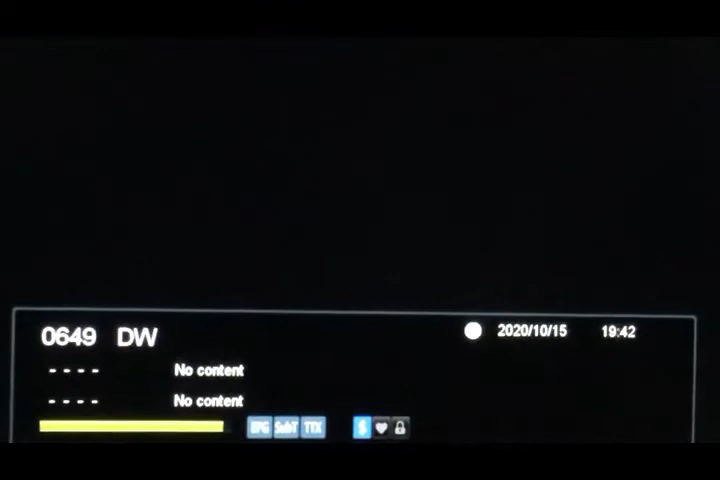 0649 DW 2020/10/15 19:42
- - - - No content
- - - - No content
EPG SubT TTX $